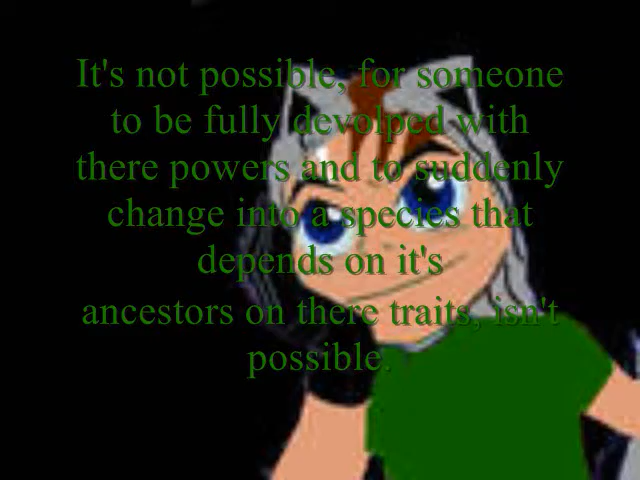 It's not possible, for someone
to be fully devolped with
there powers and to suddenly
change into a species that
depends on it's
ancestors on there traits, isn't
possible.